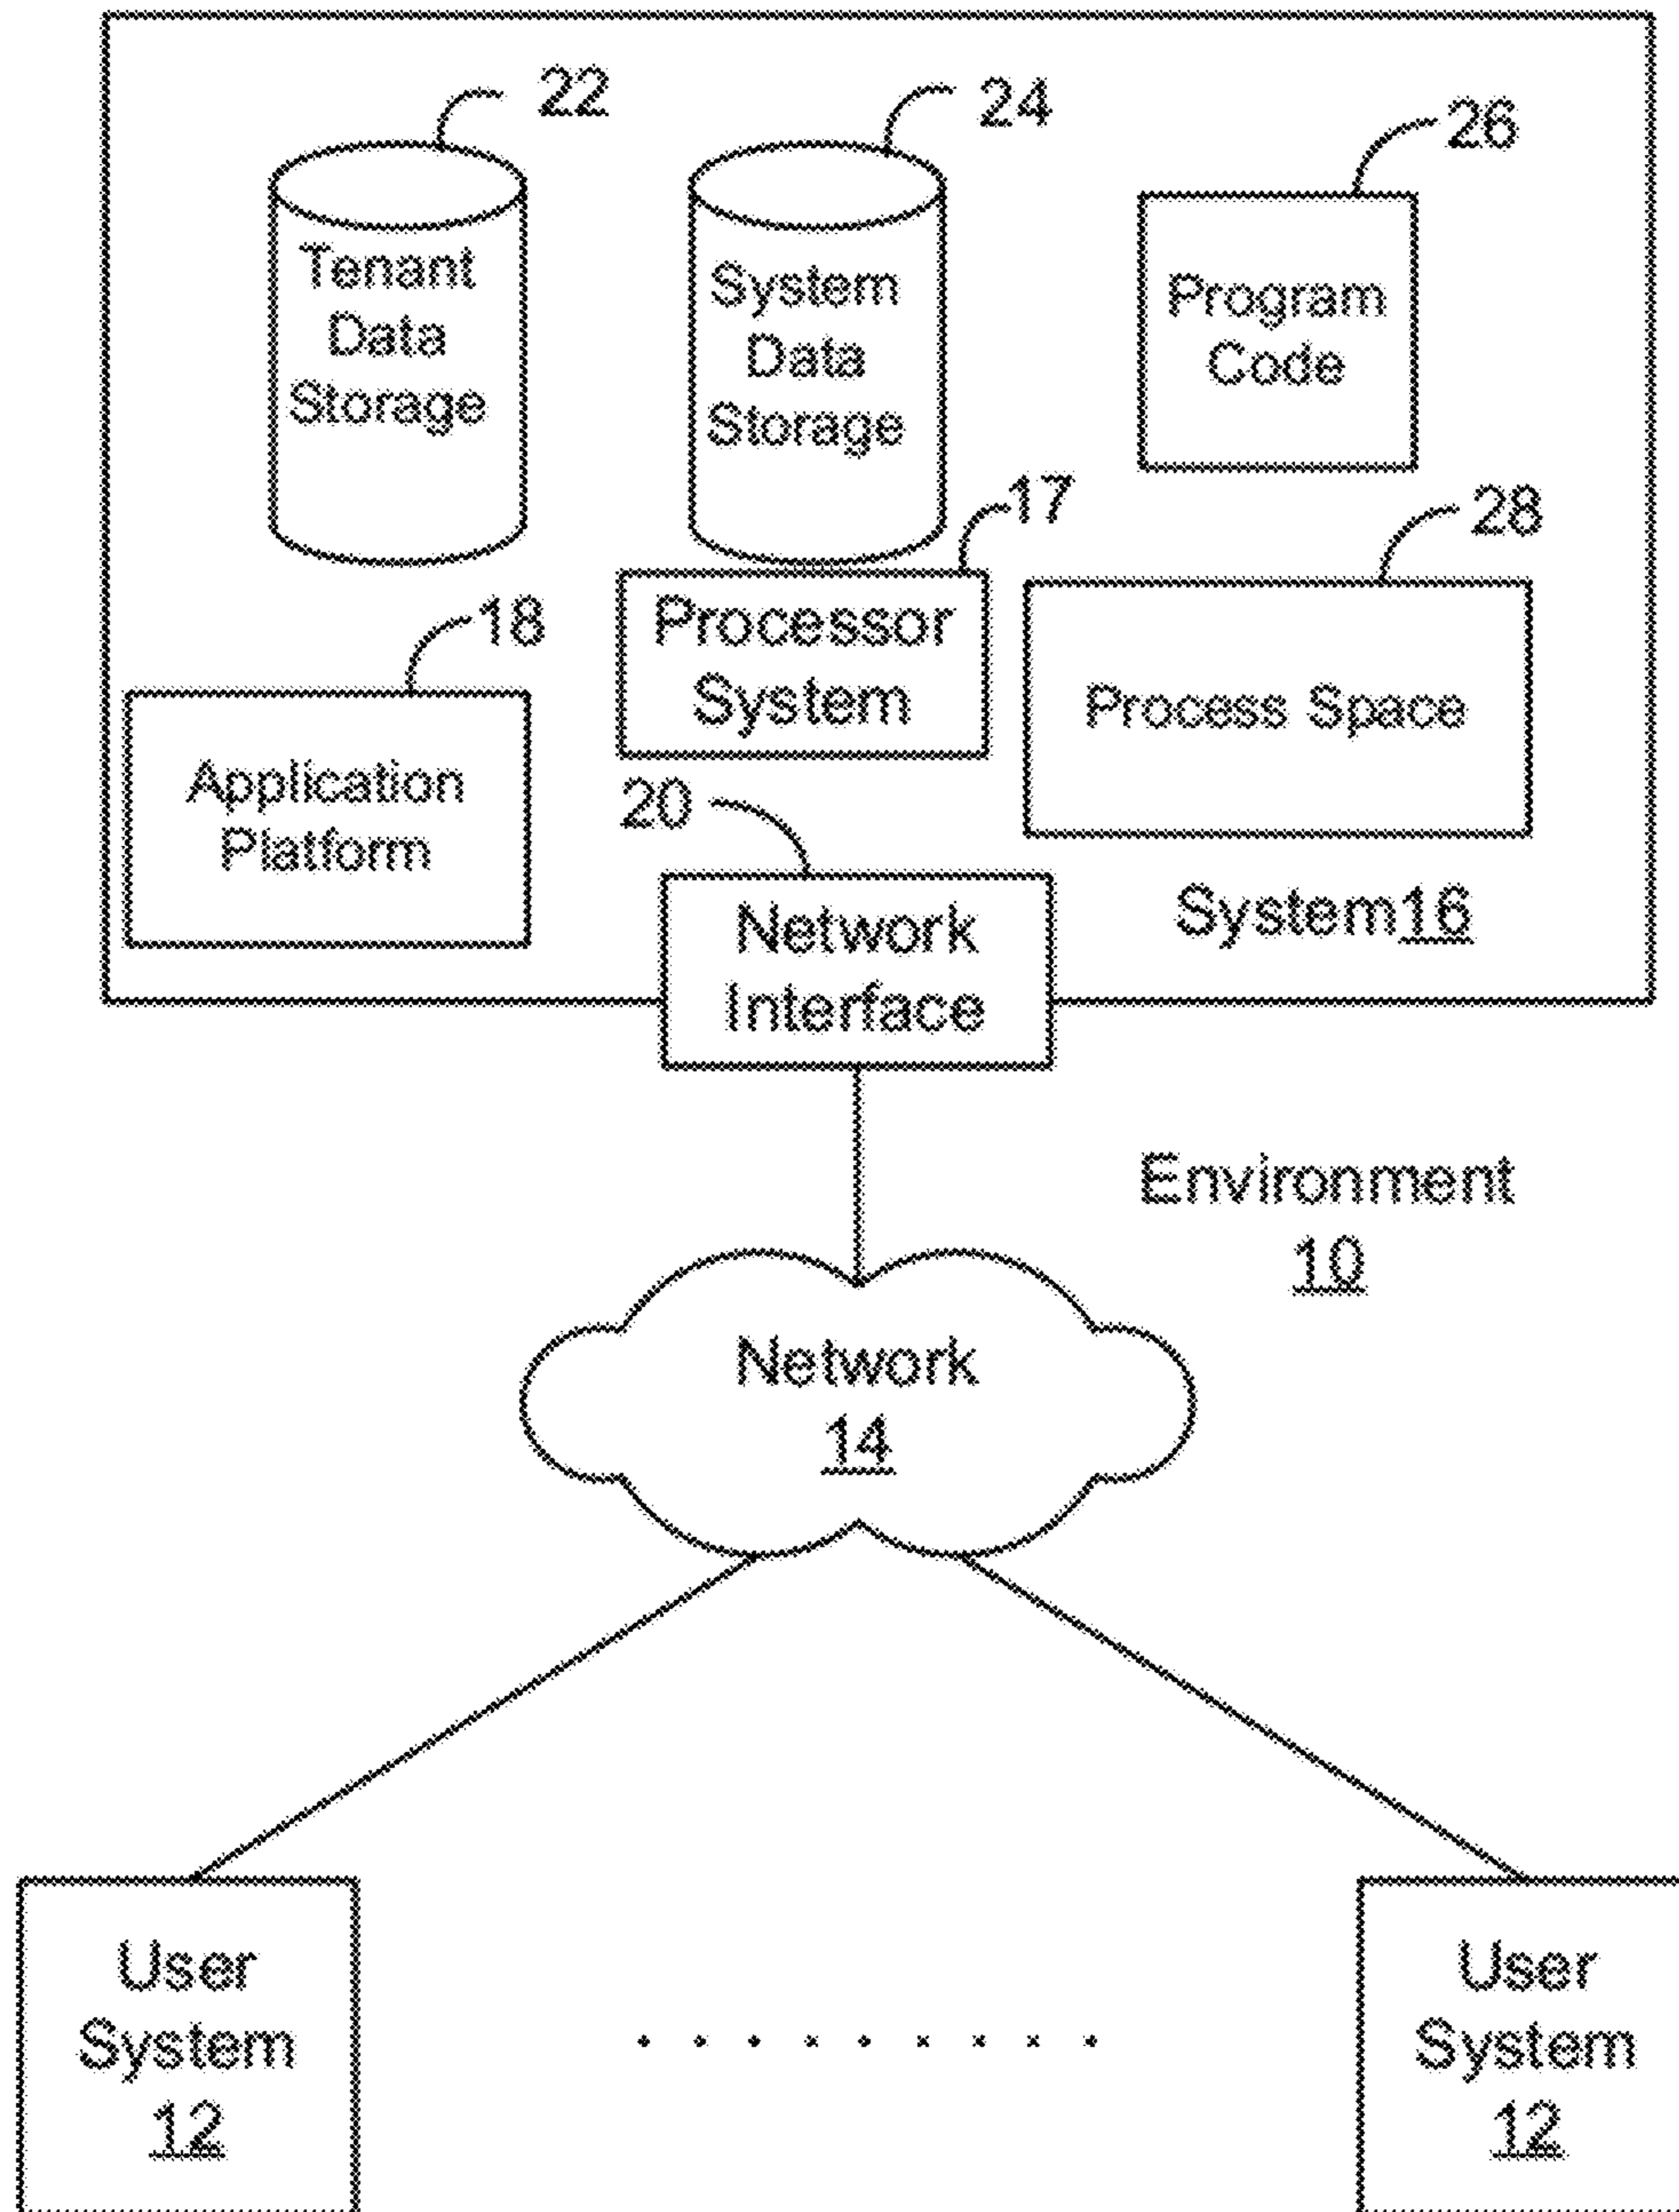 22
24
26
Tenant
Data
Storage
System
Data
Storage
Program
Code
17
28
18
Processor
System
Process Space
Application
Platform
20
Network
Interface
System16
Environment
10
Network
14
User
System
12
User
System
12